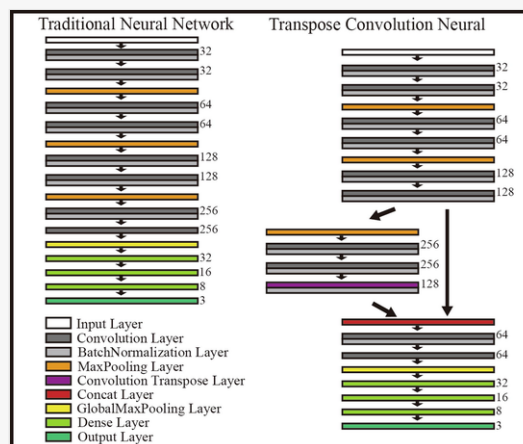 Traditional Neural Network
32
32
64
64
128
128
256
256
32
16
8
3
Transpose Convolution Neural
32
32
64
64
128
128
256
256
128
64
64
32
16
8
3
Input Layer
Convolution Layer
BatchNormalization Layer
MaxPooling Layer
Convolution Transpose Layer
Concat Layer
GlobalMaxPooling Layer
Dense Layer
Output Layer